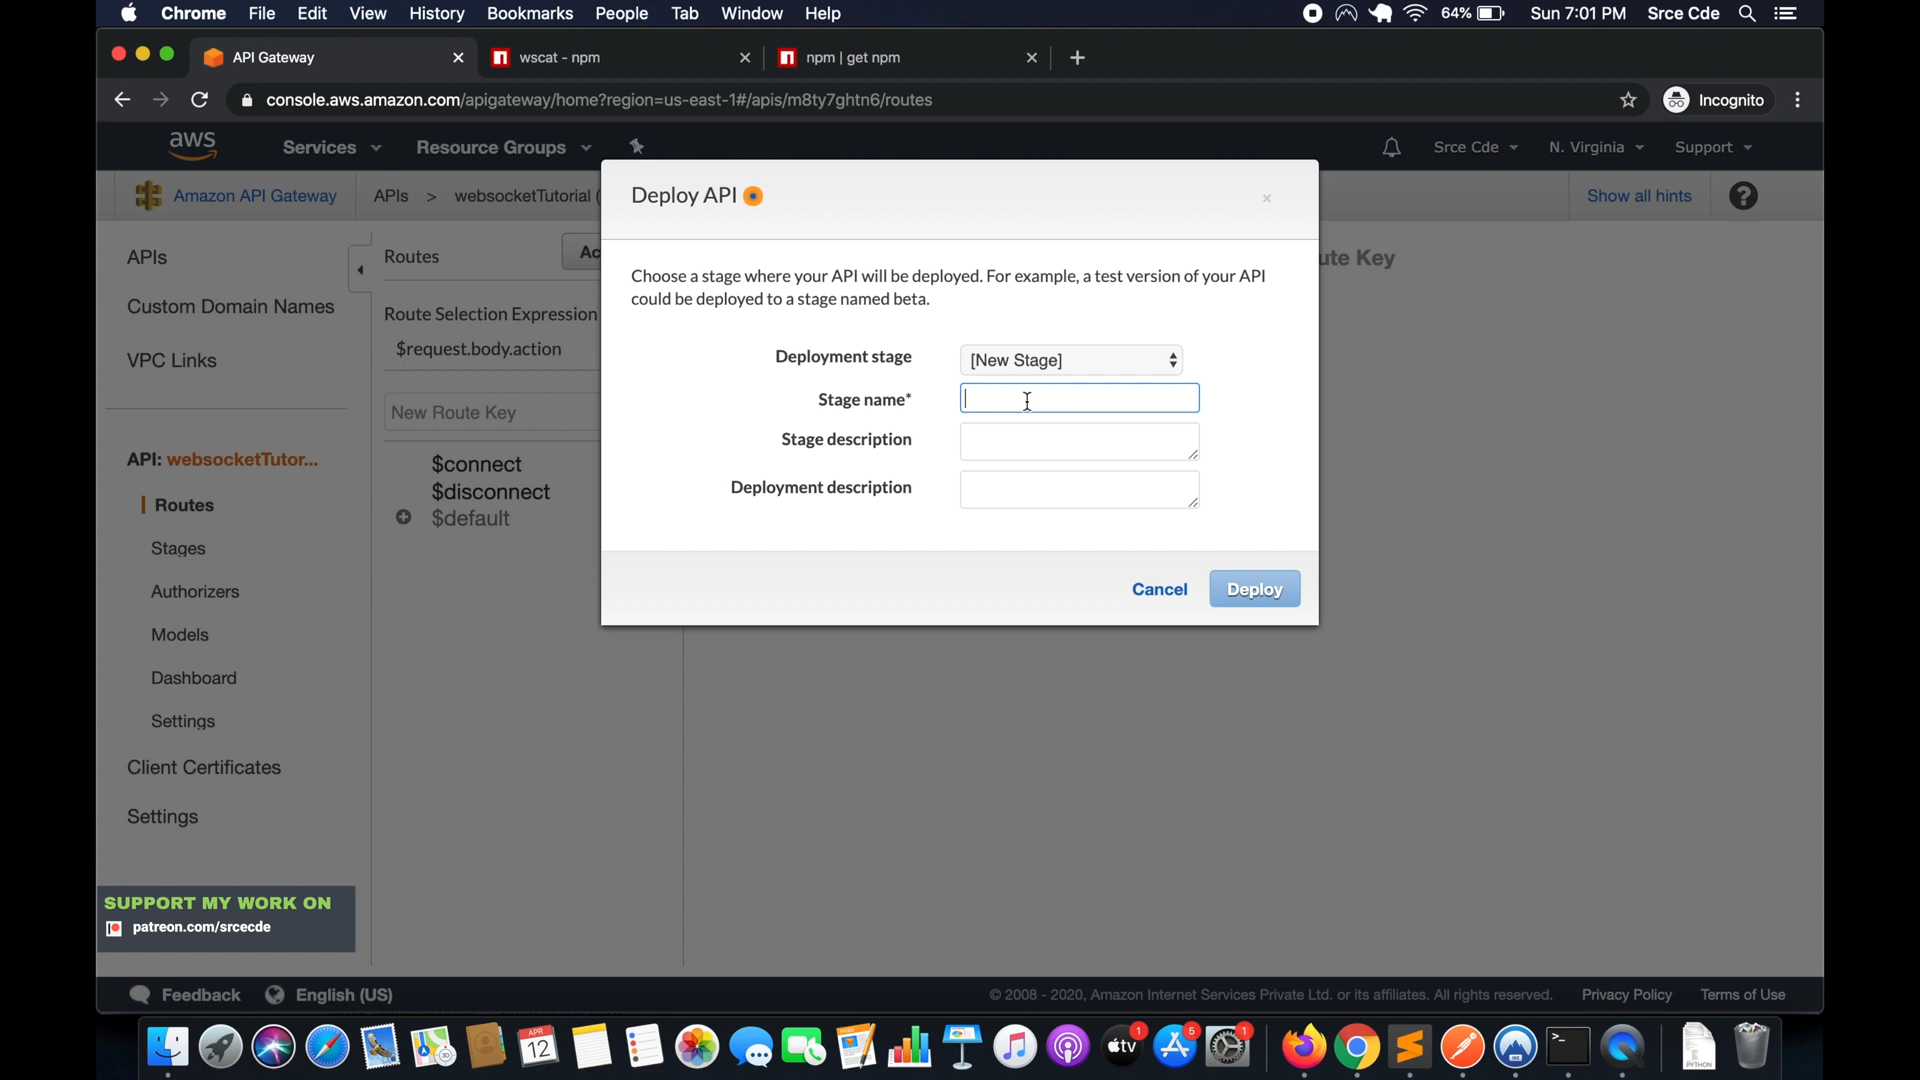 Chrome File Edit View History Bookmarks People Tab Window Help 64% Sun 7:01 PM Srce Cde
API Gateway wscat - npm npm | get npm
console.aws.amazon.com/apigateway/home?region=us-east-1#/apis/m8ty7ghtn6/routes Incognito
aws Services Resource Groups Srce Cde N. Virginia Support
Amazon API Gateway APIs > websocketTutorial ( Show all hints ?
Deploy API
Choose a stage where your API will be deployed. For example, a test version of your API
could be deployed to a stage named beta.
Deployment stage [New Stage]
Stage name*
Stage description
Deployment description
Cancel Deploy
APIs
Custom Domain Names
VPC Links
API: websocketTutor...
Routes
Stages
Authorizers
Models
Dashboard
Settings
Client Certificates
Settings
Routes Ac
Route Selection Expression
$request.body.action
New Route Key
$connect
$disconnect
$default
ute Key
SUPPORT MY WORK ON
patreon.com/srcecde
Feedback English (US) © 2008 - 2020, Amazon Internet Services Private Ltd. or its affiliates. All rights reserved. Privacy Policy Terms of Use
APR
12
tv
1
5
1
PYTHON